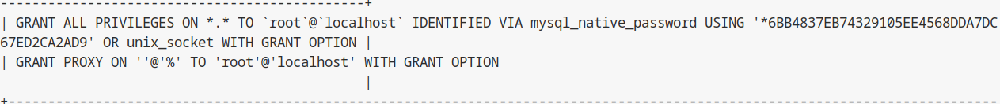 ---------------------------------------------+
| GRANT ALL PRIVILEGES ON *.* TO `root`@`localhost` IDENTIFIED VIA mysql_native_password USING '*6BB4837EB74329105EE4568DDA7DC
67ED2CA2AD9' OR unix_socket WITH GRANT OPTION |
| GRANT PROXY ON ''@'%' TO 'root'@'localhost' WITH GRANT OPTION
|
+----------------------------------------------------------------------------------------------------------------------------